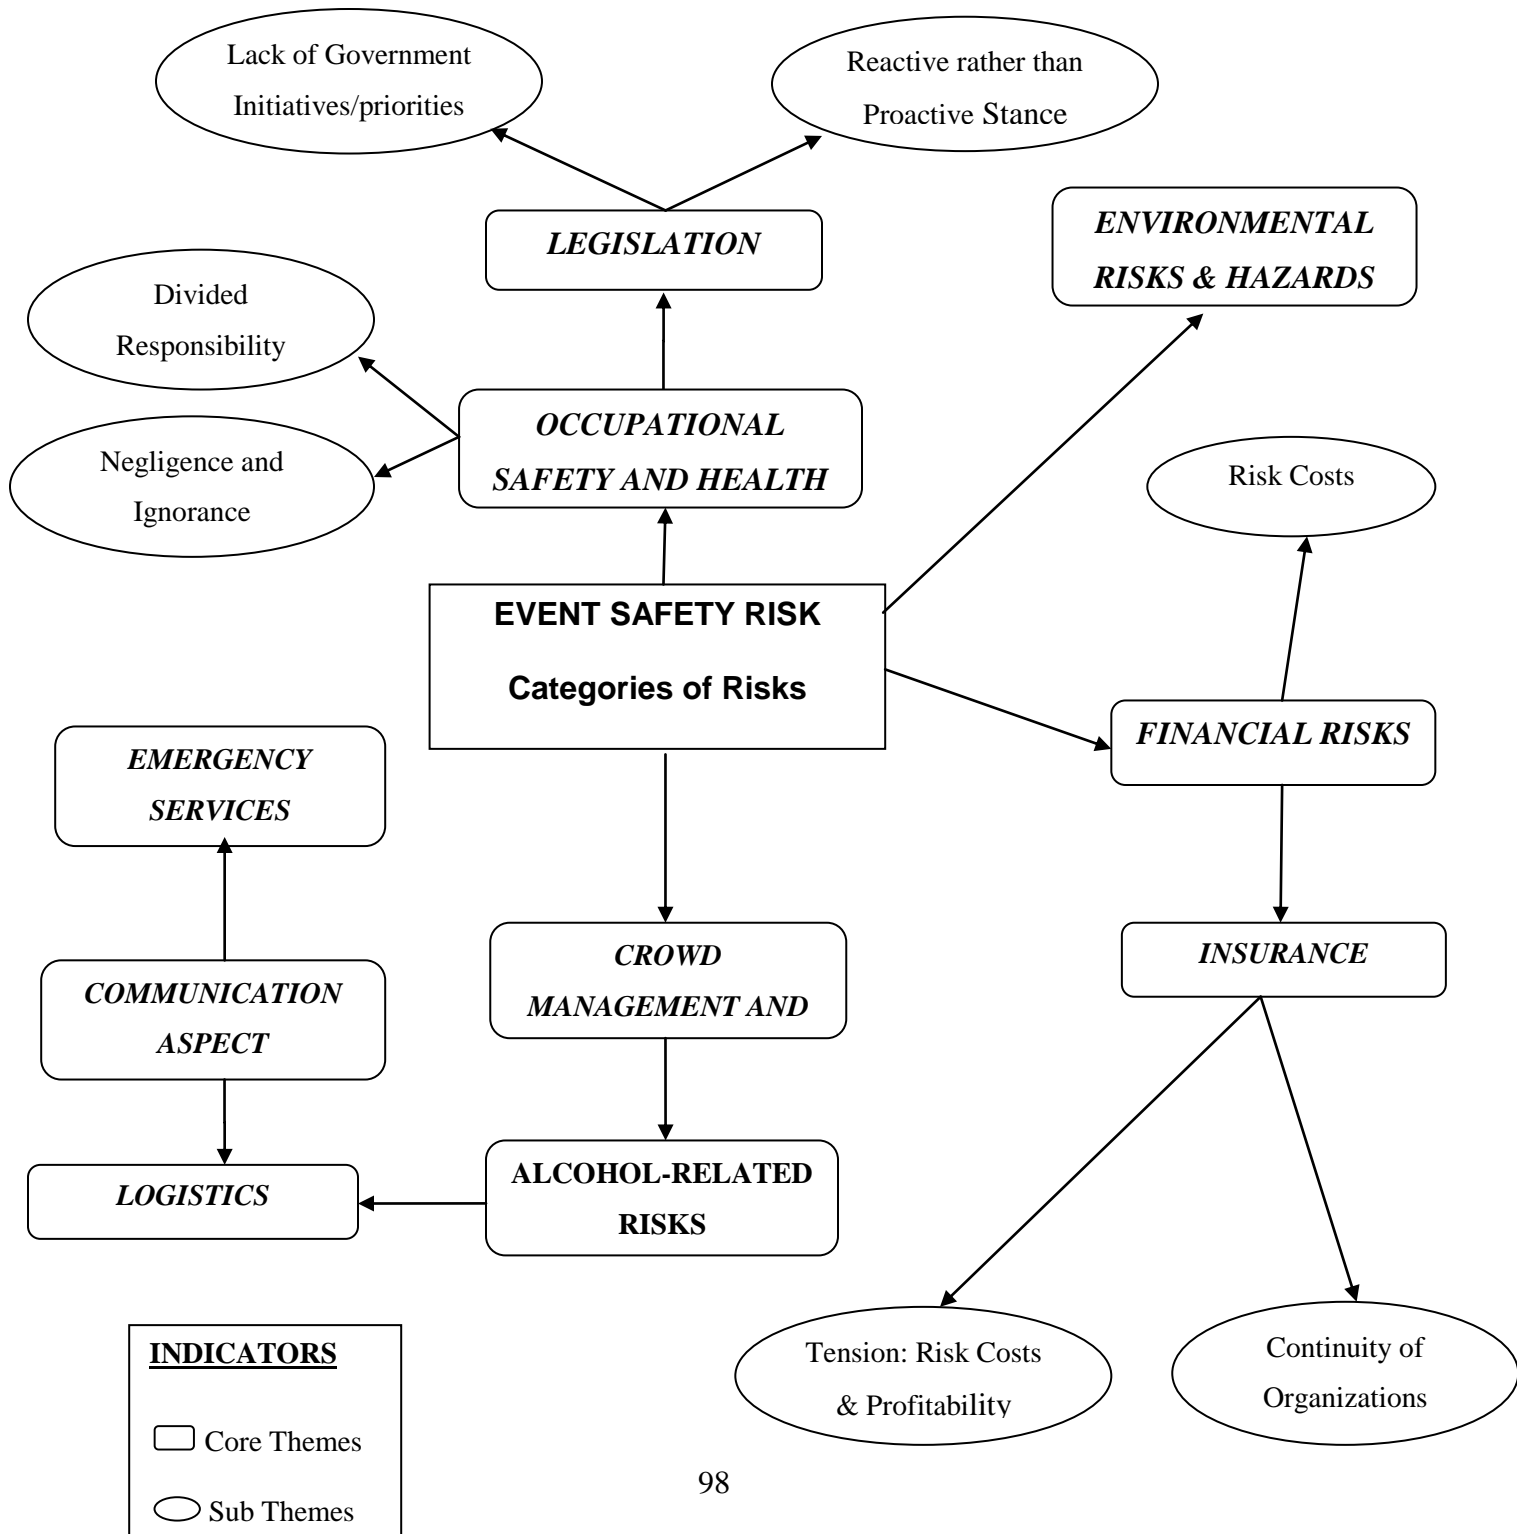 Lack of Government
Initiatives/priorities
Reactive rather than
Proactive Stance
LEGISLATION
ENVIRONMENTAL
RISKS & HAZARDS
Divided
Responsibility
OCCUPATIONAL
SAFETY AND HEALTH
Negligence and
Ignorance
Risk Costs
EVENT SAFETY RISK
Categories of Risks
FINANCIAL RISKS
EMERGENCY
SERVICES
CROWD
MANAGEMENT AND
INSURANCE
COMMUNICATION
ASPECT
ALCOHOL-RELATED
RISKS
LOGISTICS
Tension: Risk Costs
& Profitability
Continuity of
Organizations
INDICATORS
Core Themes
Sub Themes
98